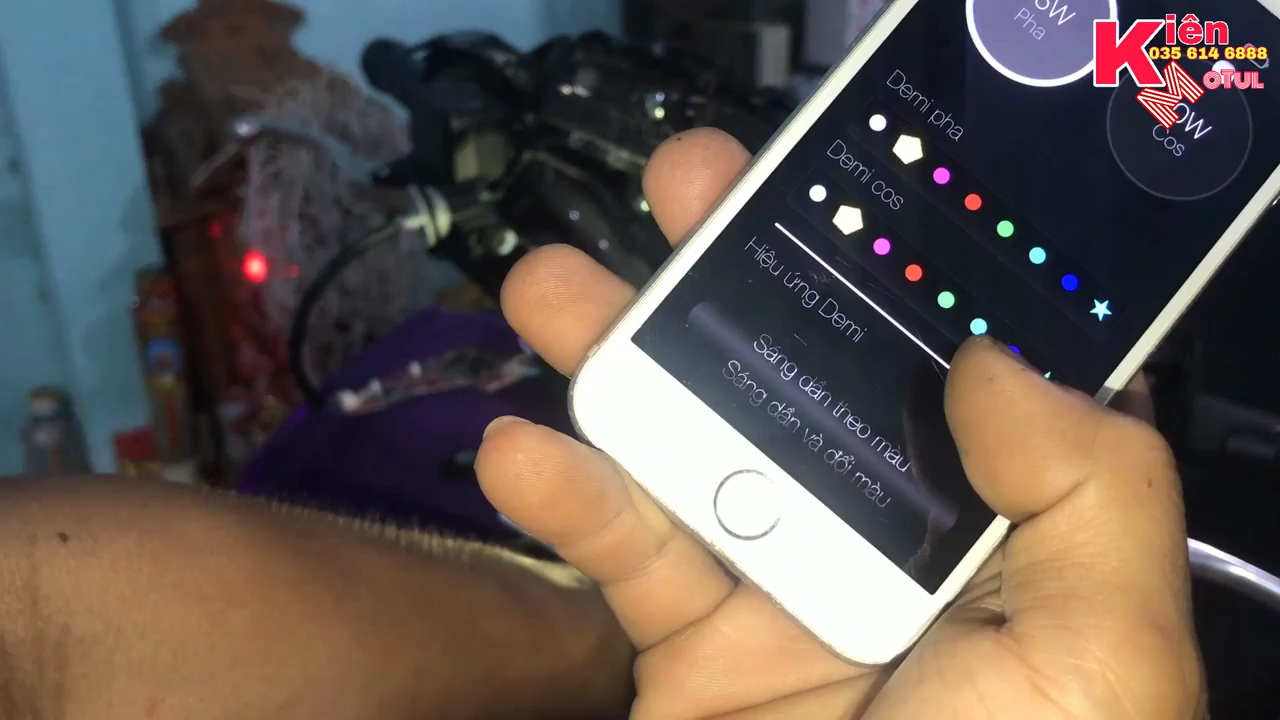 Pha
Cos
Demi pha
Demi cos
Hiệu ứng Demi
Sáng dần theo màu
Sáng dần và đổi màu
Kiên
035 614 6888
MOTUL